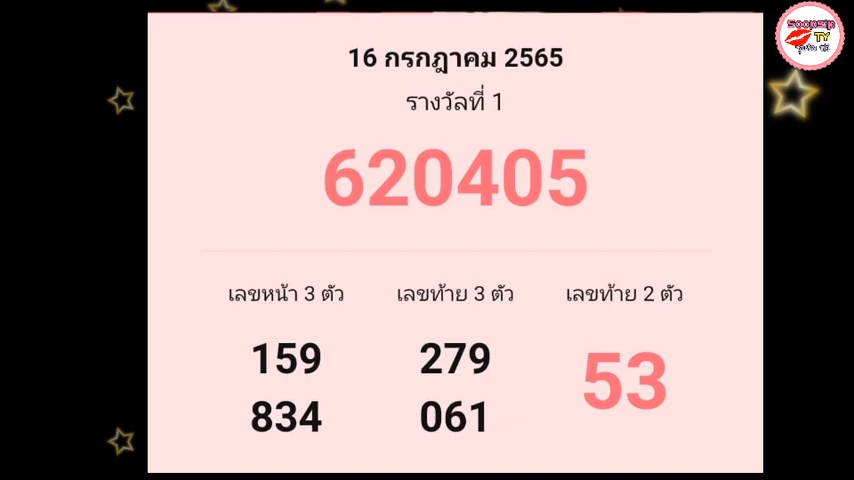 16 กรกฎาคม 2565
รางวัลที่ 1
620405
เลขหน้า 3 ตัว เลขท้าย 3 ตัว เลขท้าย 2 ตัว
159 279 53
834 061
TV